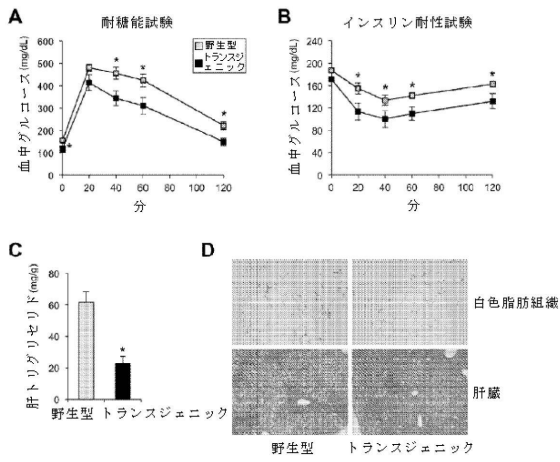 A
耐糖能試験
血中グルコース(mg/dL)
600
500
400
300
200
100
0
野生型
トランスジ
ェニック
*
*
*
*
0
20
40
60
80
100
120
分
B
インスリン耐性試験
血中グルコース(mg/dL)
240
200
160
120
80
40
0
*
*
*
*
0
20
40
60
80
100
120
分
C
肝トリグリセリド(mg/g)
80
60
40
20
0
*
野生型
トランスジェニック
D
白色脂肪組織
肝臓
野生型
トランスジェニック